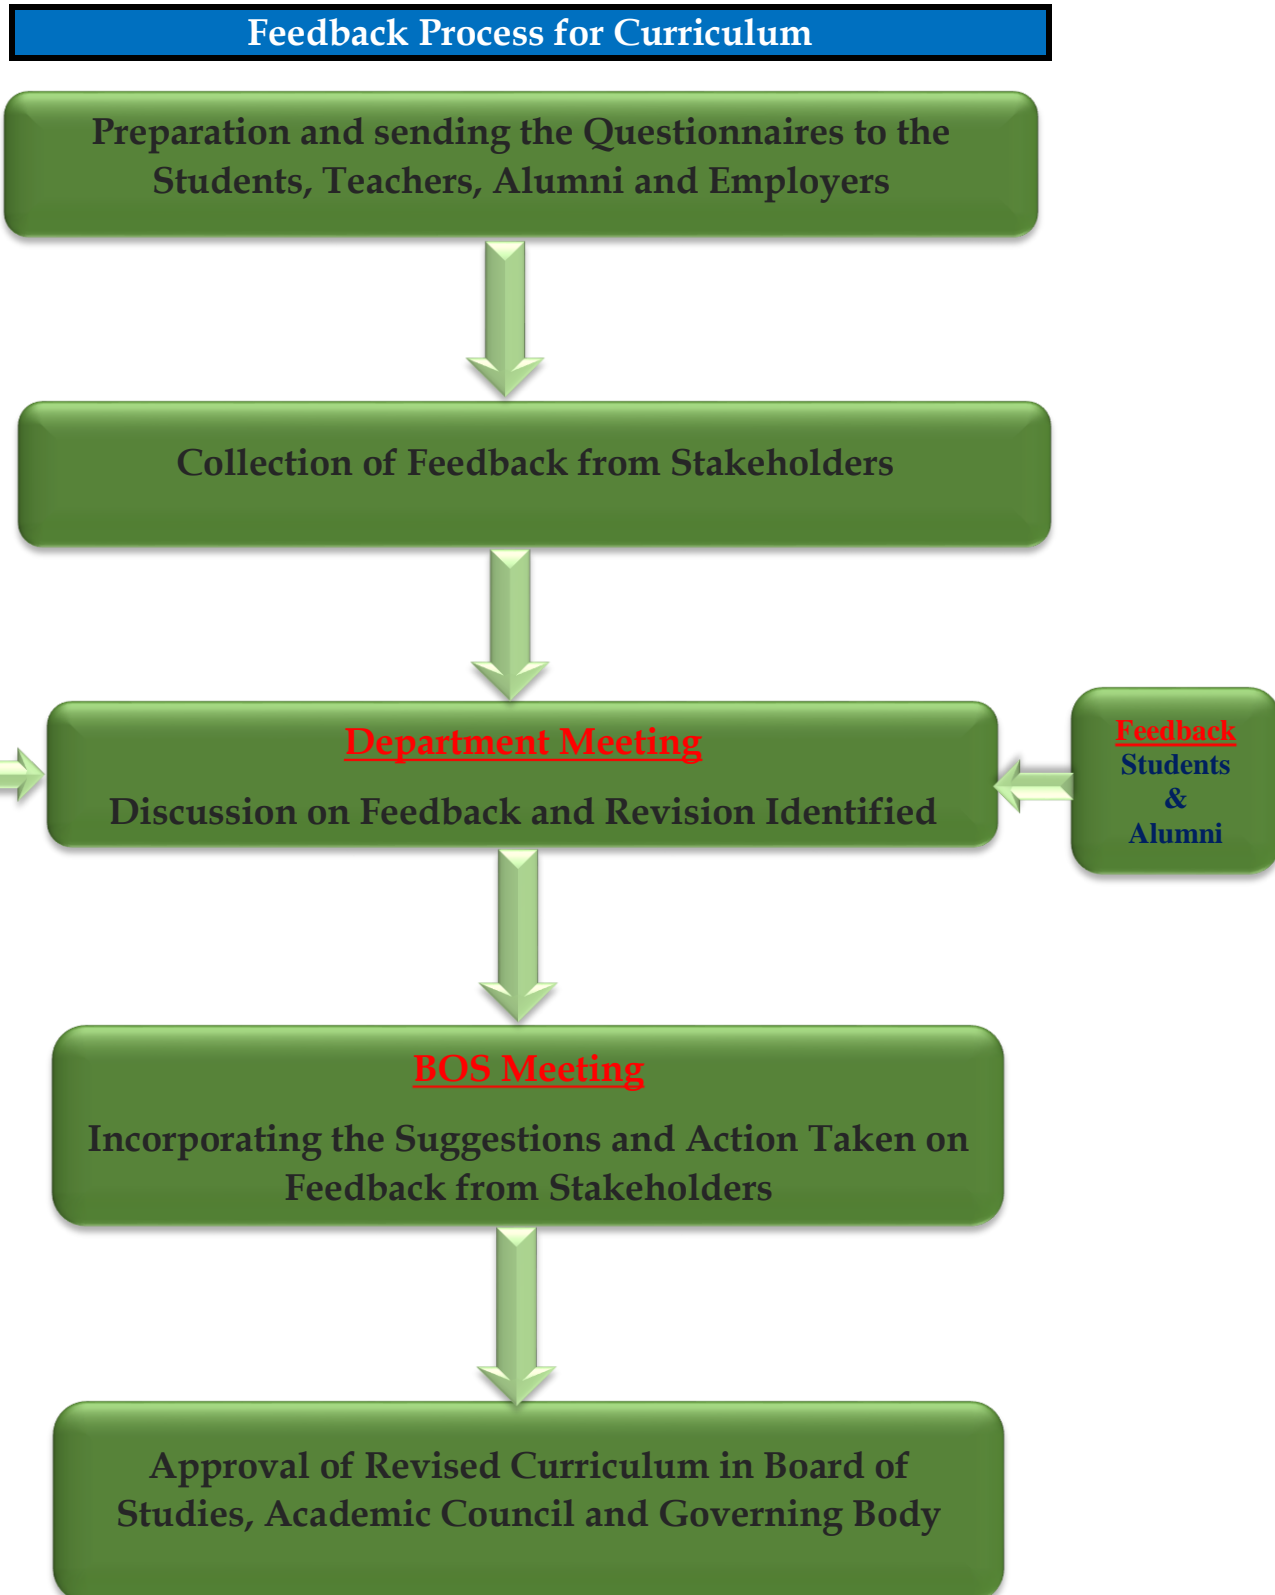 Feedback Process for Curriculum
Preparation and sending the Questionnaires to the
Students, Teachers, Alumni and Employers
Collection of Feedback from Stakeholders
Department Meeting
Discussion on Feedback and Revision Identified
Feedback
Students
&
Alumni
BOS Meeting
Incorporating the Suggestions and Action Taken on
Feedback from Stakeholders
Approval of Revised Curriculum in Board of
Studies, Academic Council and Governing Body